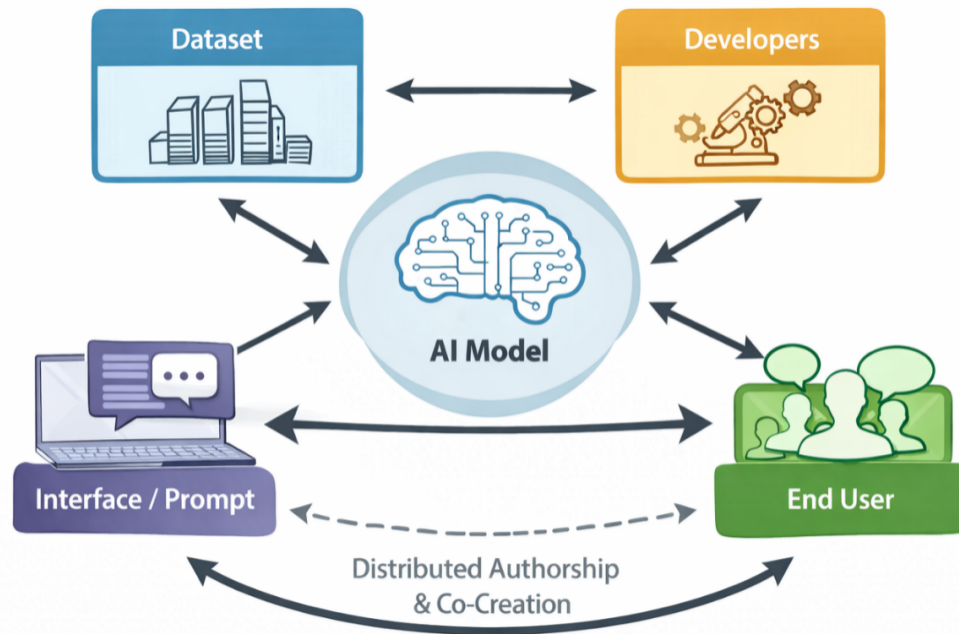 Dataset
Developers
AI Model
Interface / Prompt
End User
Distributed Authorship
& Co-Creation